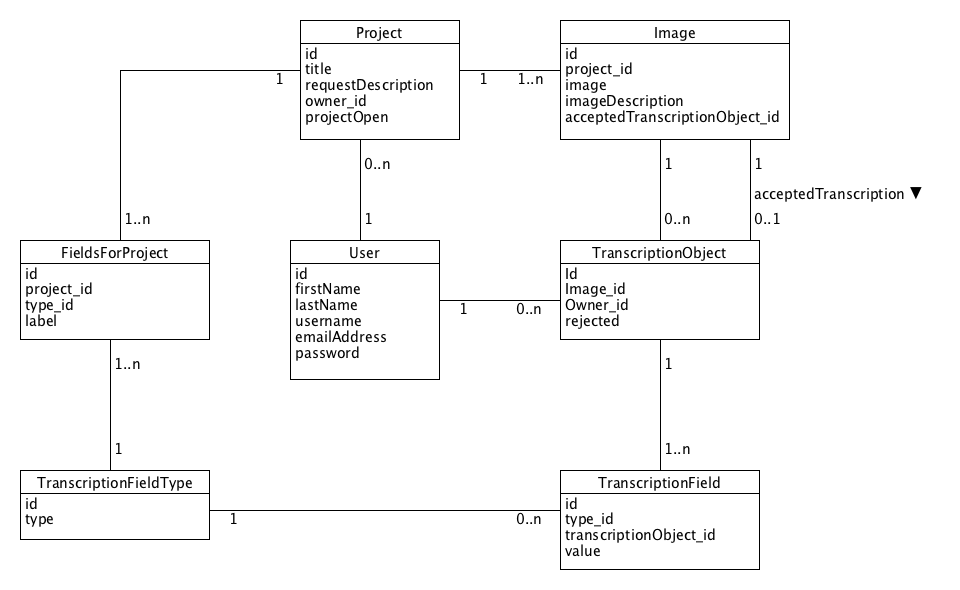 Project
id
title
requestDescription
owner_id
projectOpen
1
1
1..n
Image
id
project_id
image
imageDescription
acceptedTranscriptionObject_id
0..n
1
1
0..n
1
acceptedTranscription ▼
0..1
1..n
FieldsForProject
id
project_id
type_id
label
User
id
firstName
lastName
username
emailAddress
password
1
0..n
TranscriptionObject
Id
Image_id
Owner_id
rejected
1..n
1
1
1..n
TranscriptionFieldType
id
type
1
0..n
TranscriptionField
id
type_id
transcriptionObject_id
value